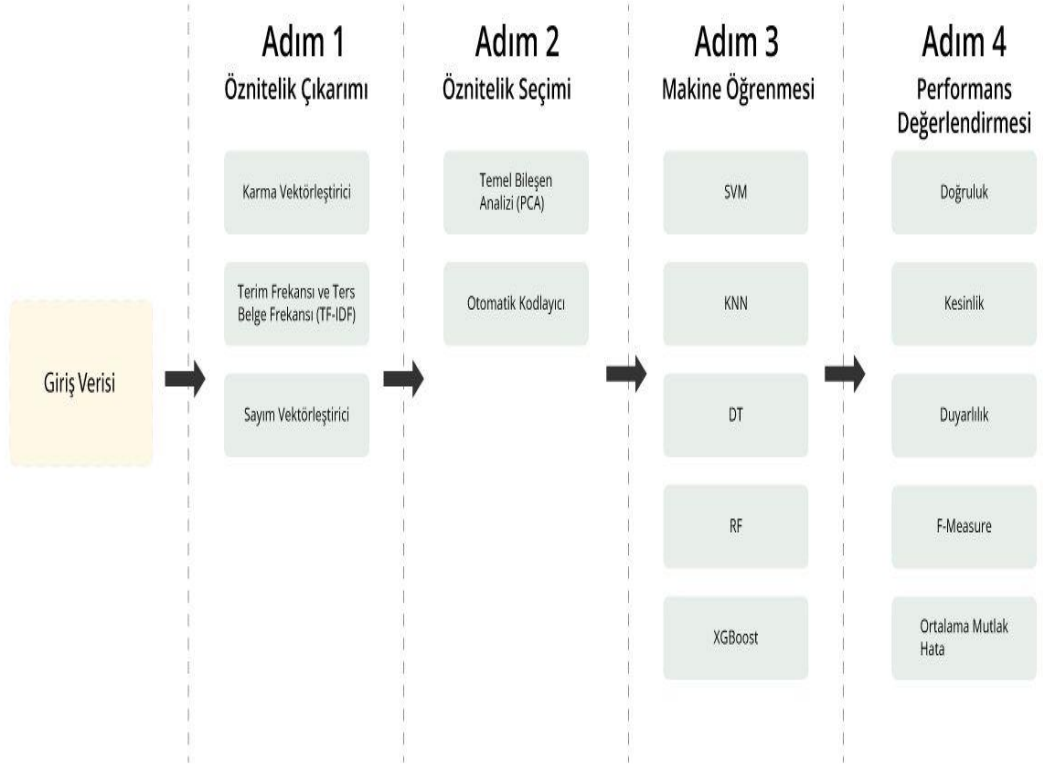 Giriş Verisi
Adım 1
Öznitelik Çıkarımı
Karma Vektörleştirici
Terim Frekansı ve Ters
Belge Frekansı (TF-IDF)
Sayım Vektörleştirici
Adım 2
Öznitelik Seçimi
Temel Bileşen
Analizi (PCA)
Otomatik Kodlayıcı
Adım 3
Makine Öğrenmesi
SVM
KNN
DT
RF
XGBoost
Adım 4
Performans
Değerlendirmesi
Doğruluk
Kesinlik
Duyarlılık
F-Measure
Ortalama Mutlak
Hata